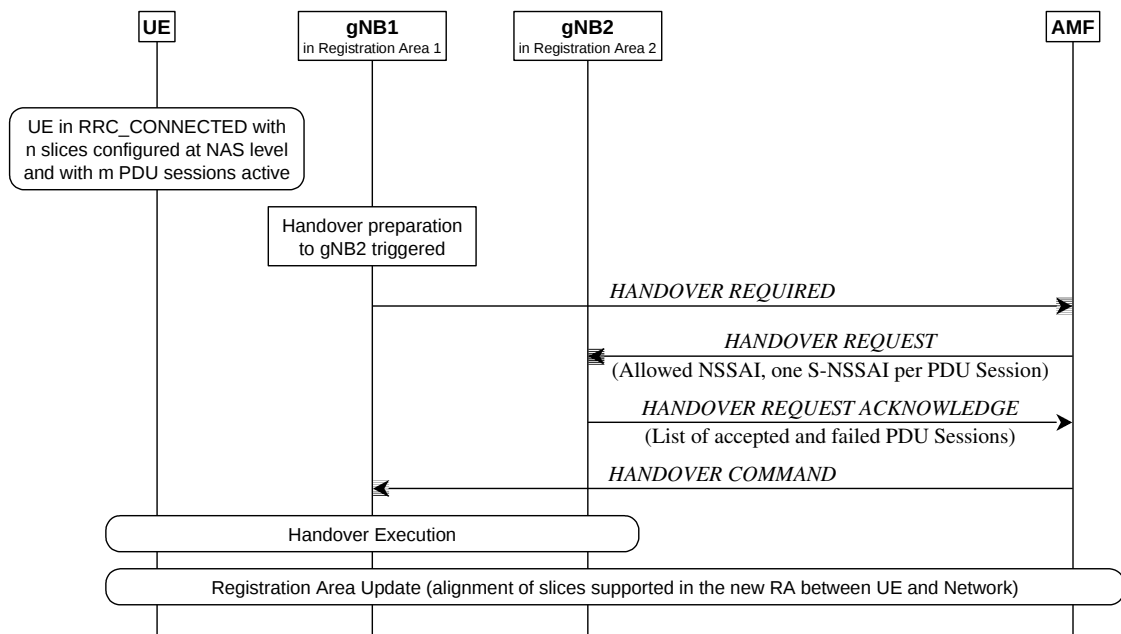 UE
gNB1
in Registration Area 1
gNB2
in Registration Area 2
AMF
UE in RRC_CONNECTED with
n slices configured at NAS level
and with m PDU sessions active
Handover preparation
to gNB2 triggered
HANDOVER REQUIRED
HANDOVER REQUEST
(Allowed NSSAI, one S-NSSAI per PDU Session)
HANDOVER REQUEST ACKNOWLEDGE
(List of accepted and failed PDU Sessions)
HANDOVER COMMAND
Handover Execution
Registration Area Update (alignment of slices supported in the new RA between UE and Network)